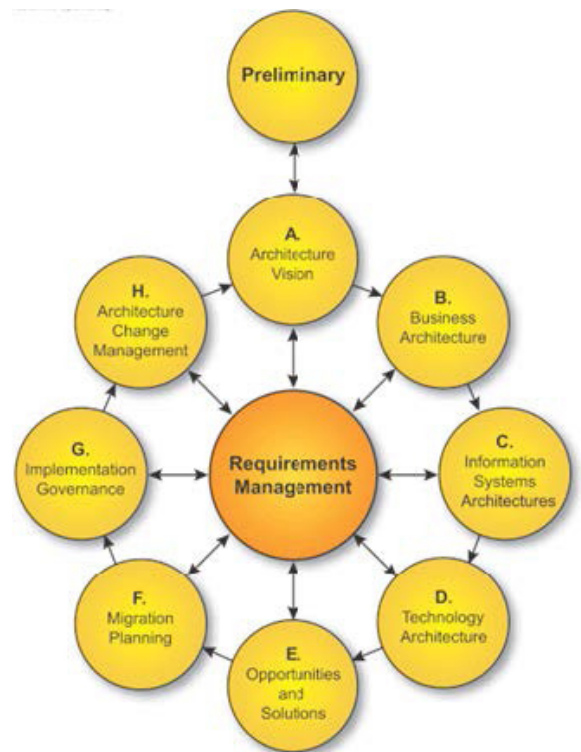 Preliminary
A.
Architecture
Vision
B.
Business
Architecture
C.
Information
Systems
Architectures
D.
Technology
Architecture
E.
Opportunities
and
Solutions
F.
Migration
Planning
G.
Implementation
Governance
H.
Architecture
Change
Management
Requirements
Management